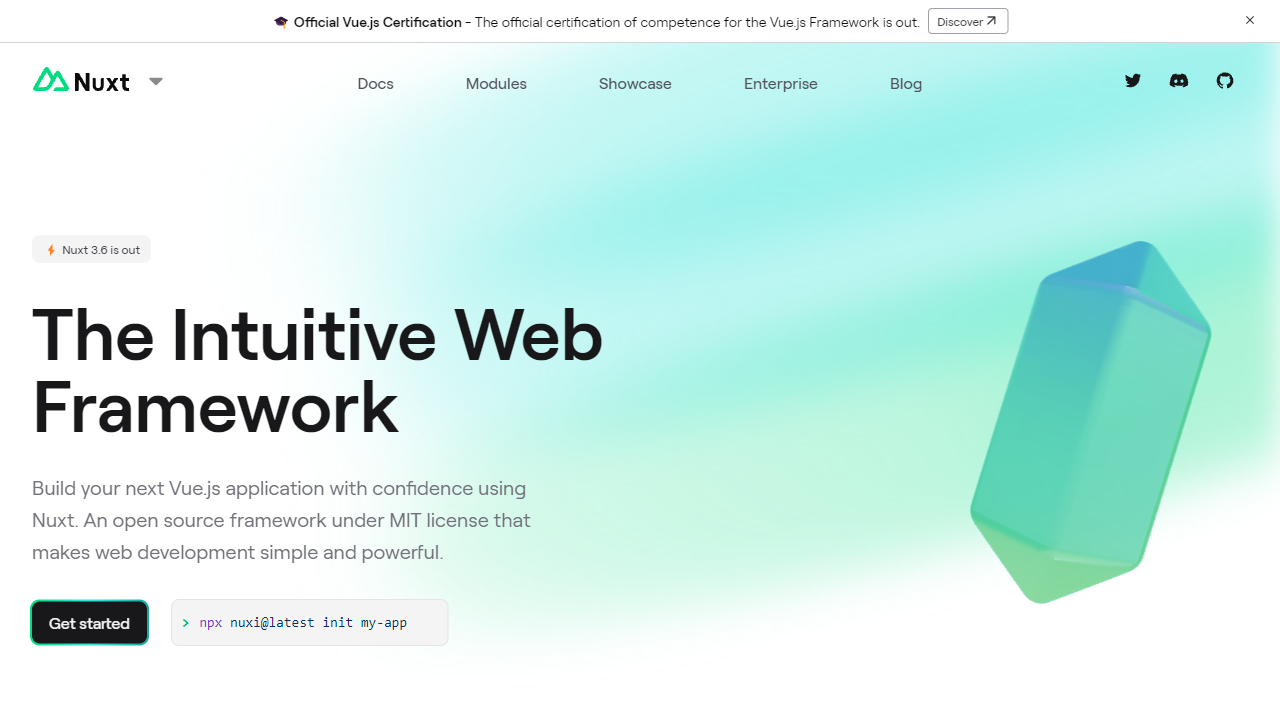 🎓 Official Vue.js Certification - The official certification of competence for the Vue.js Framework is out. Discover
Nuxt
Docs Modules Showcase Enterprise Blog
Nuxt 3.6 is out
The Intuitive Web
Framework
Build your next Vue.js application with confidence using
Nuxt. An open source framework under MIT license that
makes web development simple and powerful.
Get started
> npx nuxi@latest init my-app